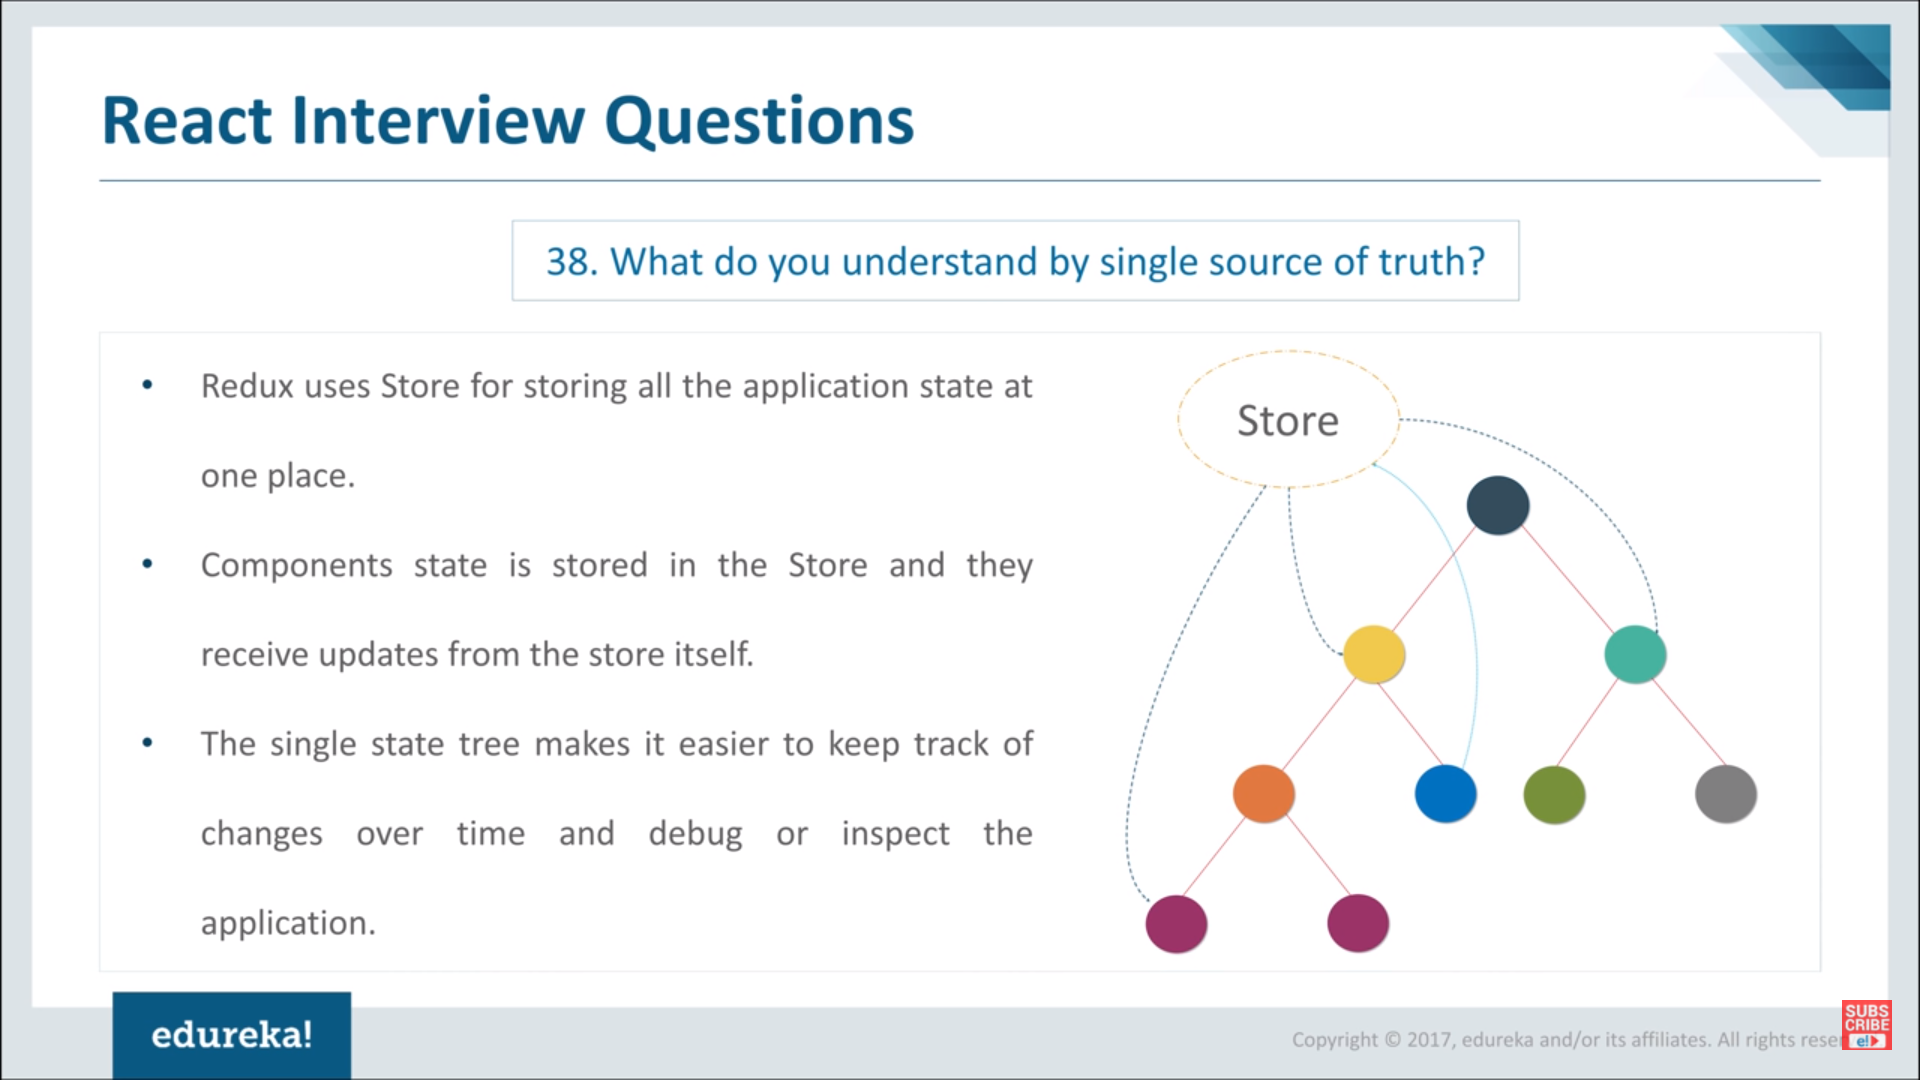 React Interview Questions
38. What do you understand by single source of truth?
• Redux uses Store for storing all the application state at
one place.
• Components state is stored in the Store and they
receive updates from the store itself.
• The single state tree makes it easier to keep track of
changes over time and debug or inspect the
application.
Store
edureka!
Copyright © 2017, edureka and/or its affiliates. All rights reser
SUBS
CRIBE
e!